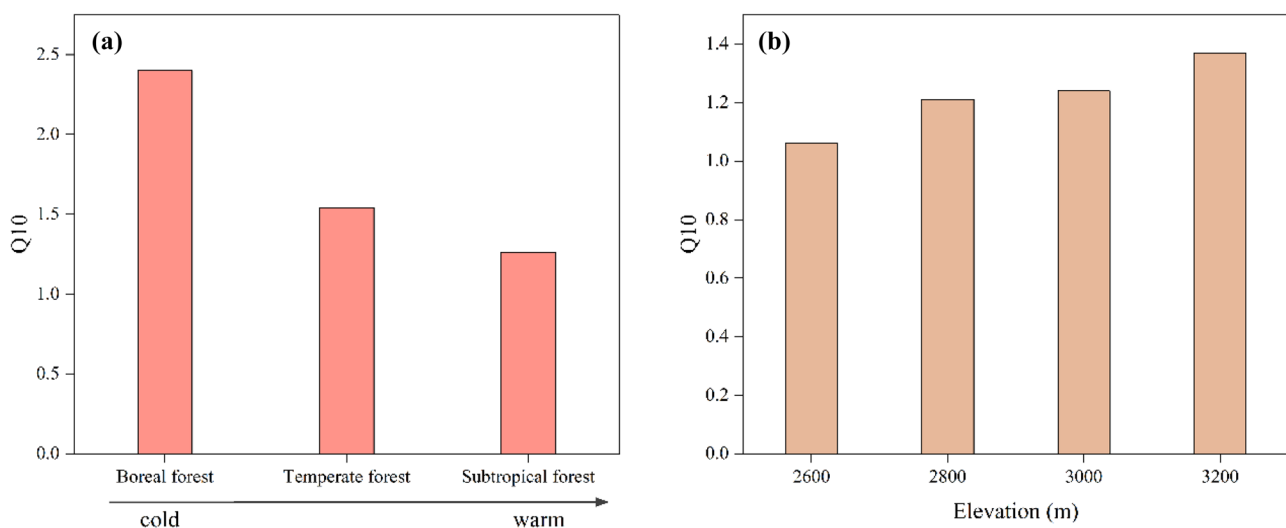 (a)
2.5
2.0
1.5
1.0
0.5
0.0
Q10
Boreal forest Temperate forest Subtropical forest
cold warm
(b)
1.4
1.2
1.0
0.8
0.6
0.4
0.2
0.0
Q10
2600 2800 3000 3200
Elevation (m)